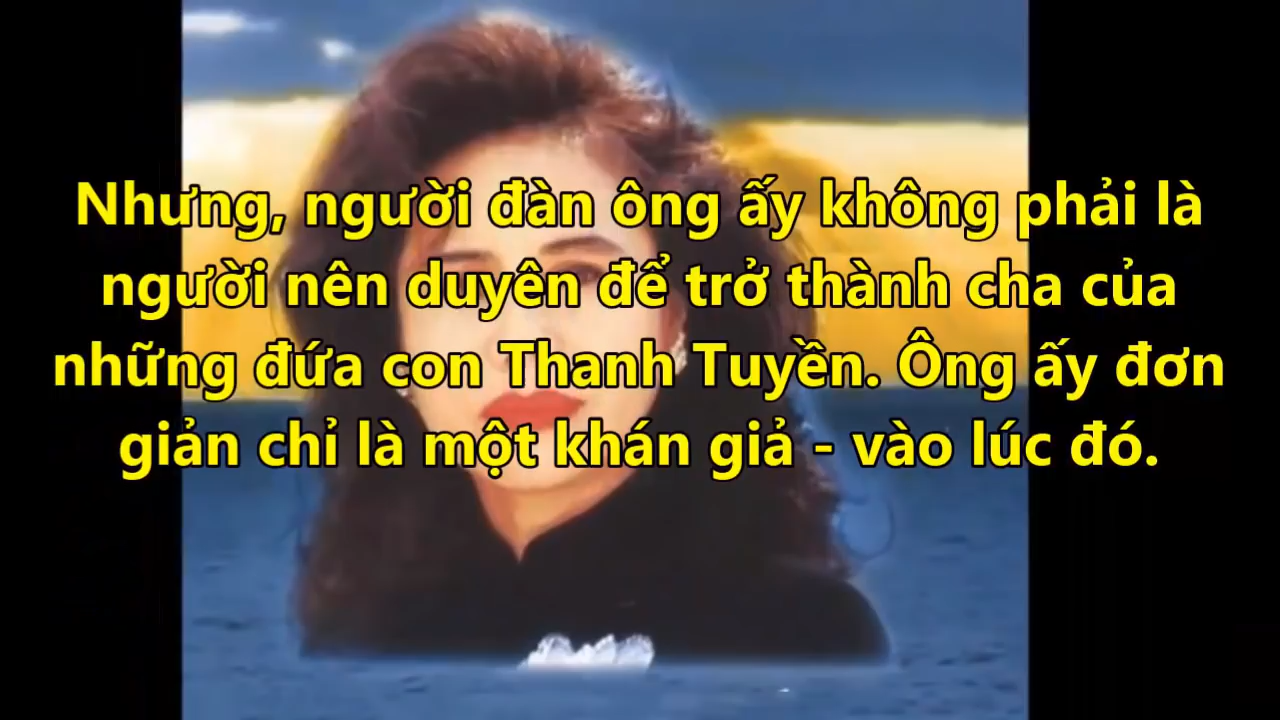 Nhưng, người đàn ông ấy không phải là
người nên duyên để trở thành cha của
những đứa con Thanh Tuyền. Ông ấy đơn
giản chỉ là một khán giả - vào lúc đó.